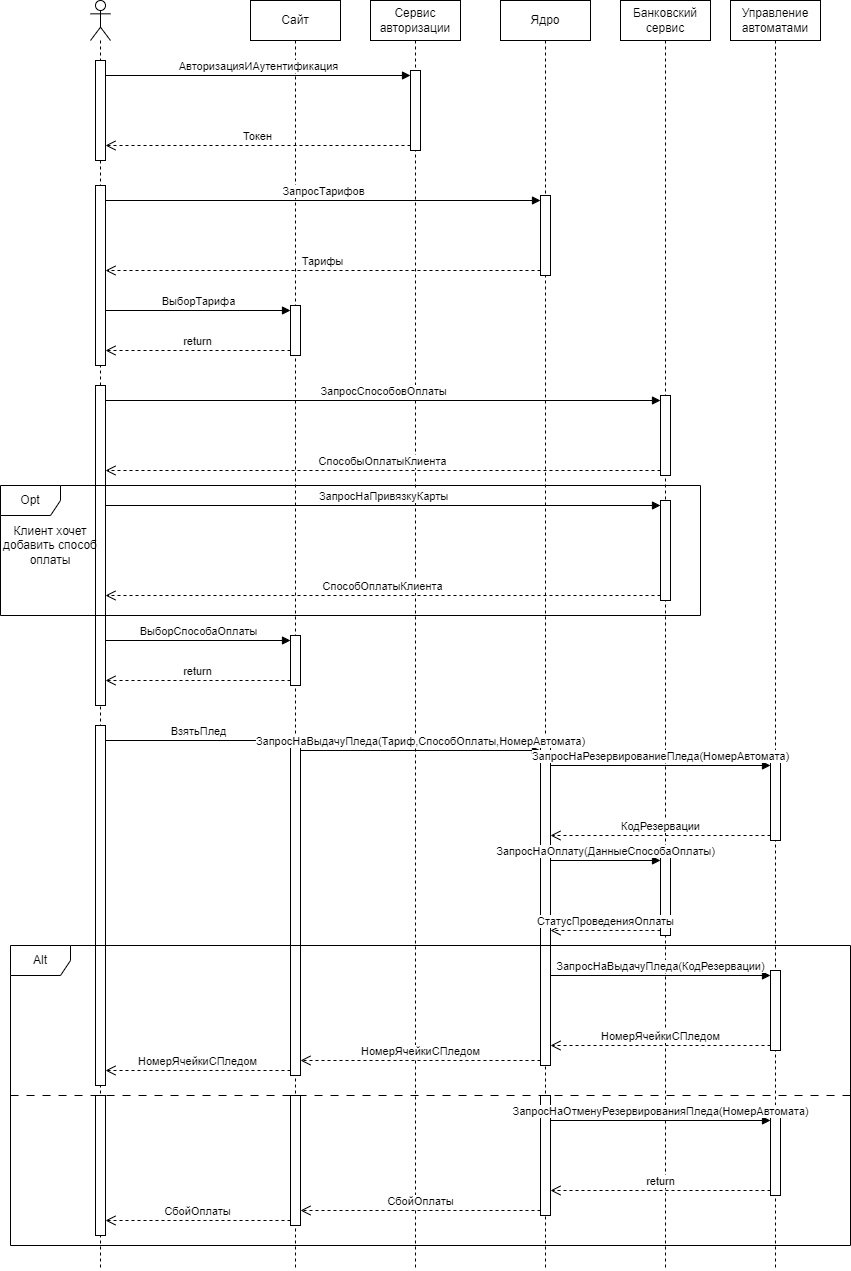 Сайт
Сервис
авторизации
Ядро
Банковский
сервис
Управление
автоматами
АвторизацияИАутентификация
Токен
ЗапросТарифов
Тарифы
ВыборТарифа
return
ЗапросСпособовОплаты
СпособыОплатыКлиента
Opt
ЗапросНаПривязкуКарты
Клиент хочет
добавить способ
оплаты
СпособОплатыКлиента
ВыборСпособаОплаты
return
ВзятьПлед
ЗапросНаВыдачуПледа(Тариф,СпособОплаты,НомерАвтомата)
ЗапросНаРезервированиеПледа(НомерАвтомата)
КодРезервации
ЗапросНаОплату(ДанныеСпособаОплаты)
СтатусПроведенияОплаты
Alt
ЗапросНаВыдачуПледа(КодРезервации)
НомерЯчейкиСПледом
НомерЯчейкиСПледом
НомерЯчейкиСПледом
ЗапросНаОтменуРезервированияПледа(НомерАвтомата)
return
СбойОплаты
СбойОплаты